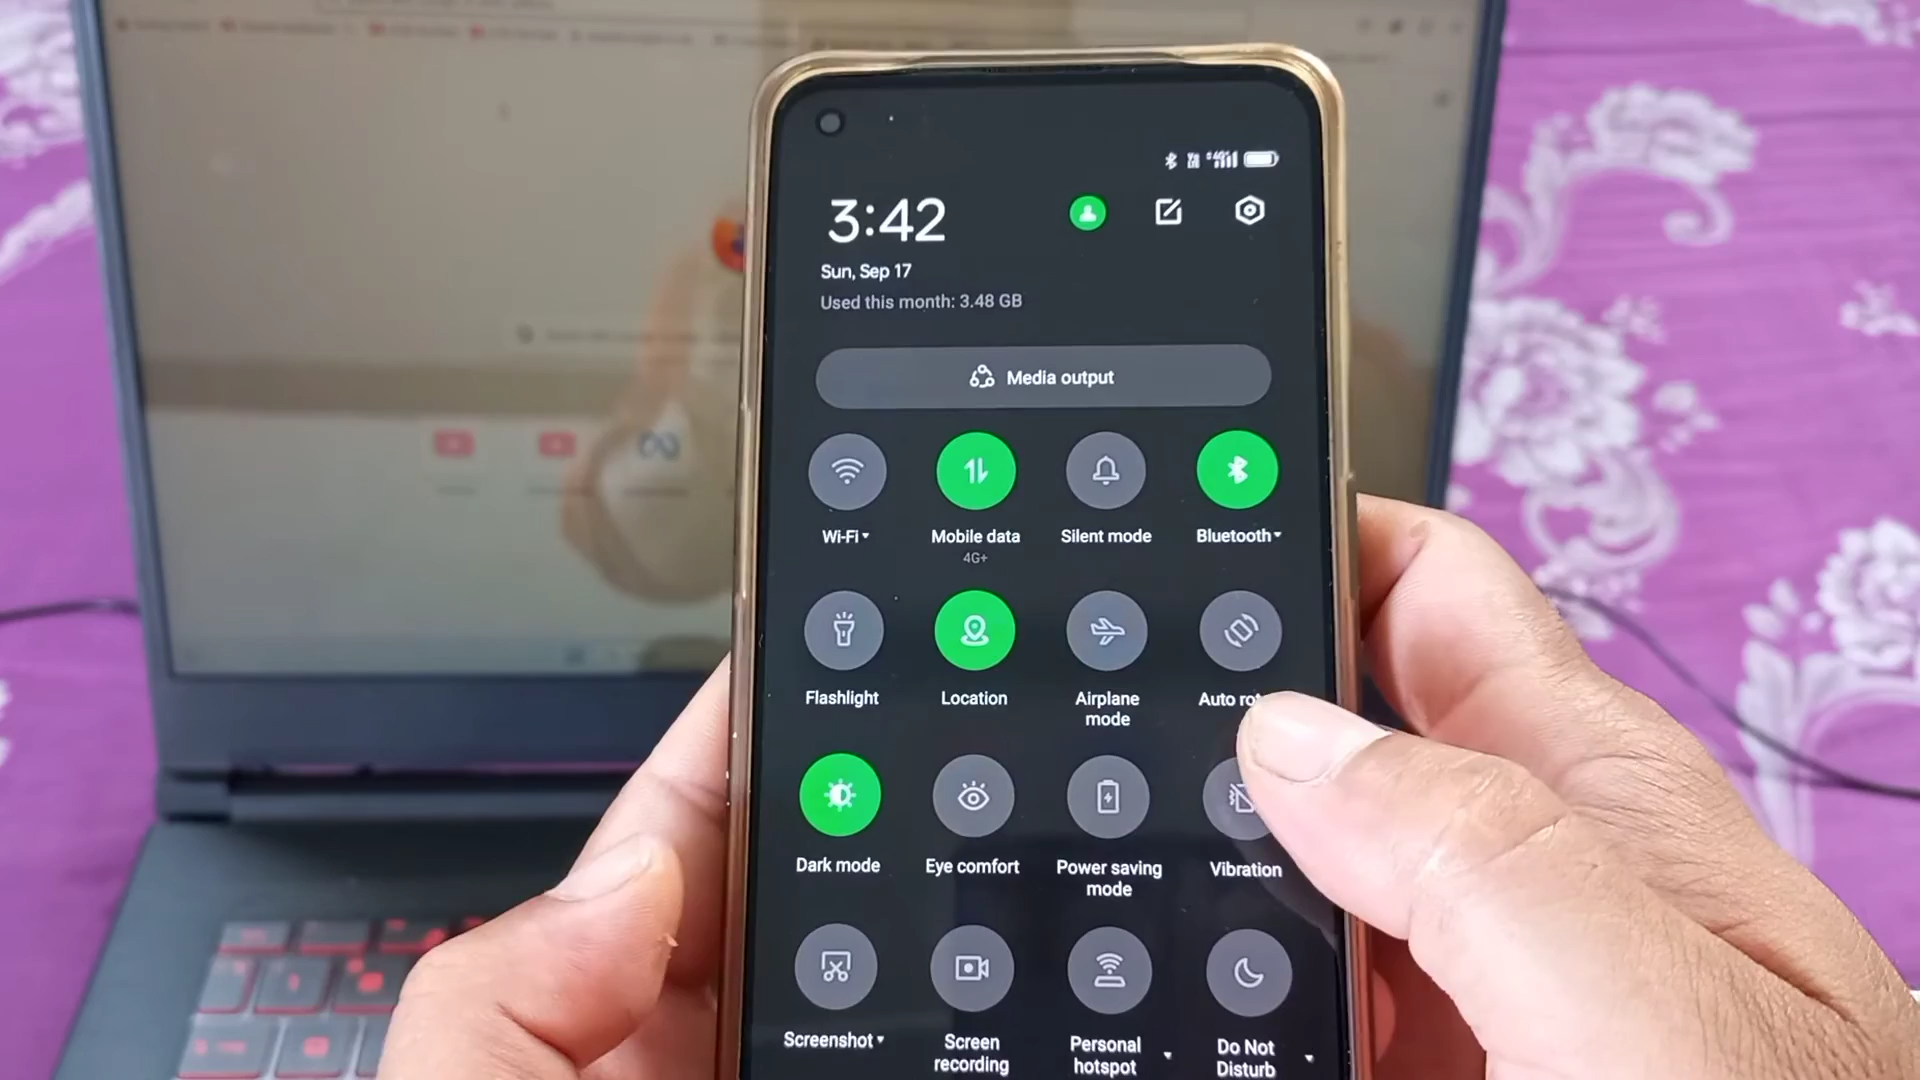 3:42
Sun, Sep 17
Used this month: 3.48 GB
Media output
Wi-Fi
Mobile data
4G+
Silent mode
Bluetooth
Flashlight
Location
Airplane
mode
Auto
Dark mode
Eye comfort
Power saving
mode
Vibration
Screenshot
Screen
recording
Personal
hotspot
Do Not
Disturb